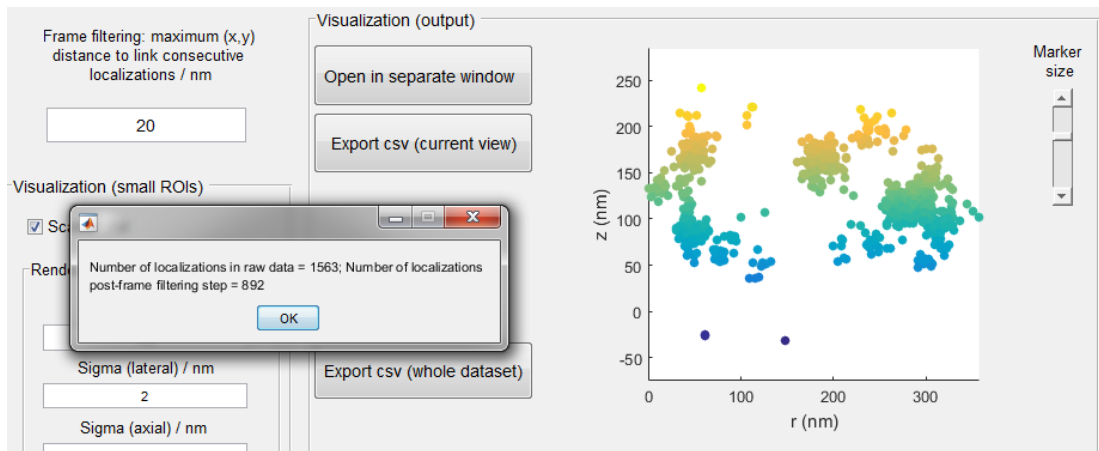 Frame filtering: maximum (x,y)
distance to link consecutive
localizations / nm
20
Visualization (small ROIs)
Rende
Sigma (lateral) / nm
2
Sigma (axial) / nm
Visualization (output)
Open in separate window
Export csv (current view)
Export csv (whole dataset)
Number of localizations in raw data = 1563; Number of localizations
post-frame filtering step = 892
OK
250
200
150
100
50
0
-50
z (nm)
0 100 200 300
r (nm)
Marker
size